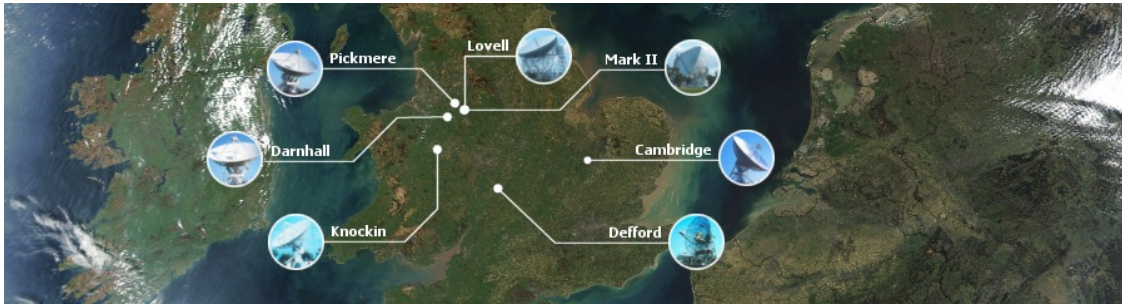 Lovell
Pickmere
Mark II
Darnhall
Cambridge
Knockin
Defford